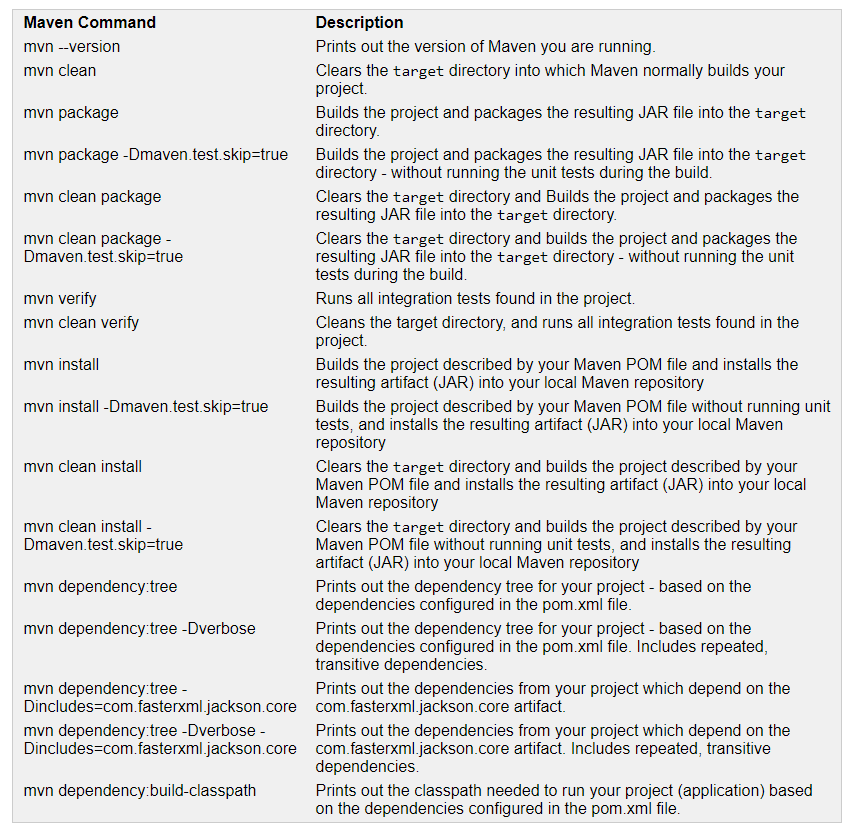 Maven Command Description
mvn --version Prints out the version of Maven you are running.
mvn clean Clears the target directory into which Maven normally builds your
project.
mvn package Builds the project and packages the resulting JAR file into the target
directory.
mvn package -Dmaven.test.skip=true Builds the project and packages the resulting JAR file into the target
directory - without running the unit tests during the build.
mvn clean package Clears the target directory and Builds the project and packages the
resulting JAR file into the target directory.
mvn clean package - Clears the target directory and builds the project and packages the
Dmaven.test.skip=true resulting JAR file into the target directory - without running the unit
tests during the build.
mvn verify Runs all integration tests found in the project.
mvn clean verify Cleans the target directory, and runs all integration tests found in the
project.
mvn install Builds the project described by your Maven POM file and installs the
resulting artifact (JAR) into your local Maven repository
mvn install -Dmaven.test.skip=true Builds the project described by your Maven POM file without running unit
tests, and installs the resulting artifact (JAR) into your local Maven
repository
mvn clean install Clears the target directory and builds the project described by your
Maven POM file and installs the resulting artifact (JAR) into your local
Maven repository
mvn clean install - Clears the target directory and builds the project described by your
Dmaven.test.skip=true Maven POM file without running unit tests, and installs the resulting
artifact (JAR) into your local Maven repository
mvn dependency:tree Prints out the dependency tree for your project - based on the
dependencies configured in the pom.xml file.
mvn dependency:tree -Dverbose Prints out the dependency tree for your project - based on the
dependencies configured in the pom.xml file. Includes repeated,
transitive dependencies.
mvn dependency:tree - Prints out the dependencies from your project which depend on the
Dincludes=com.fasterxml.jackson.core com.fasterxml.jackson.core artifact.
mvn dependency:tree -Dverbose - Prints out the dependencies from your project which depend on the
Dincludes=com.fasterxml.jackson.core com.fasterxml.jackson.core artifact. Includes repeated, transitive
dependencies.
mvn dependency:build-classpath Prints out the classpath needed to run your project (application) based
on the dependencies configured in the pom.xml file.